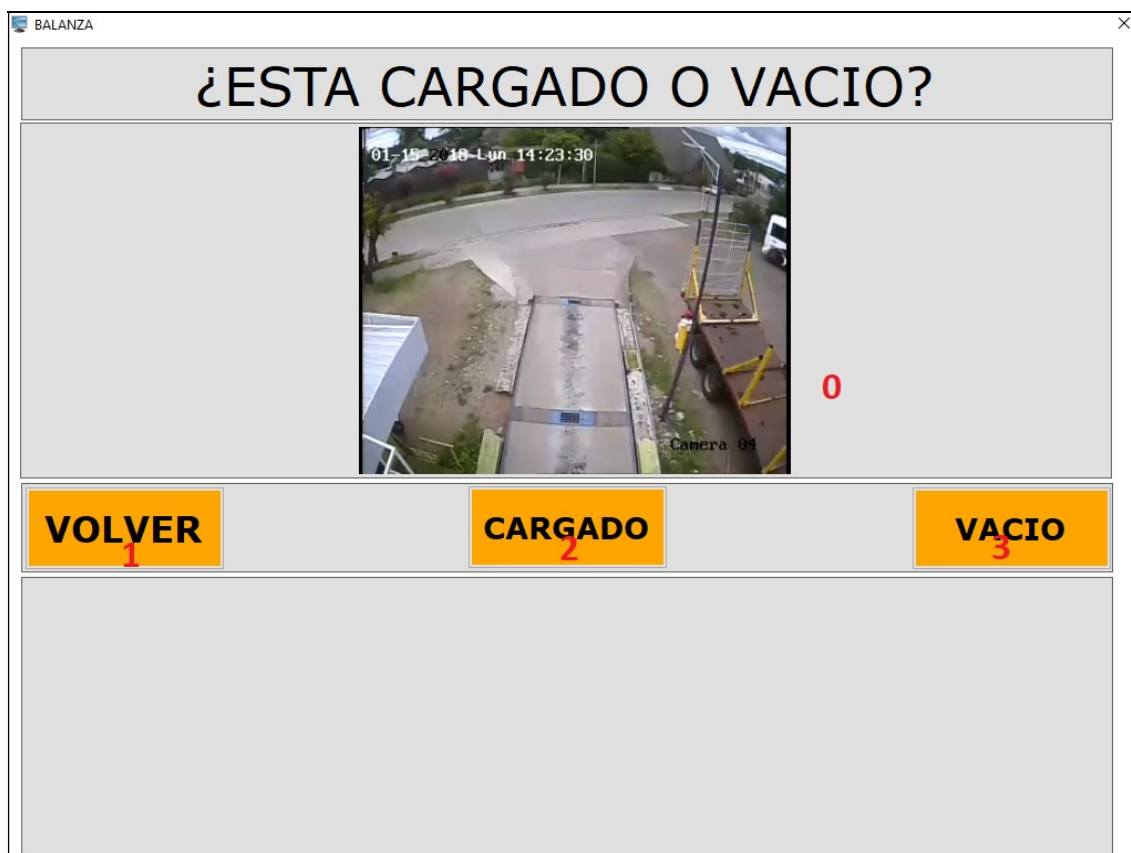 BALANZA
¿ESTA CARGADO O VACIO?
01-15-2018 Lun 14:23:30
0
Camera 04
VOLVER
1
CARGADO
2
VACIO
3